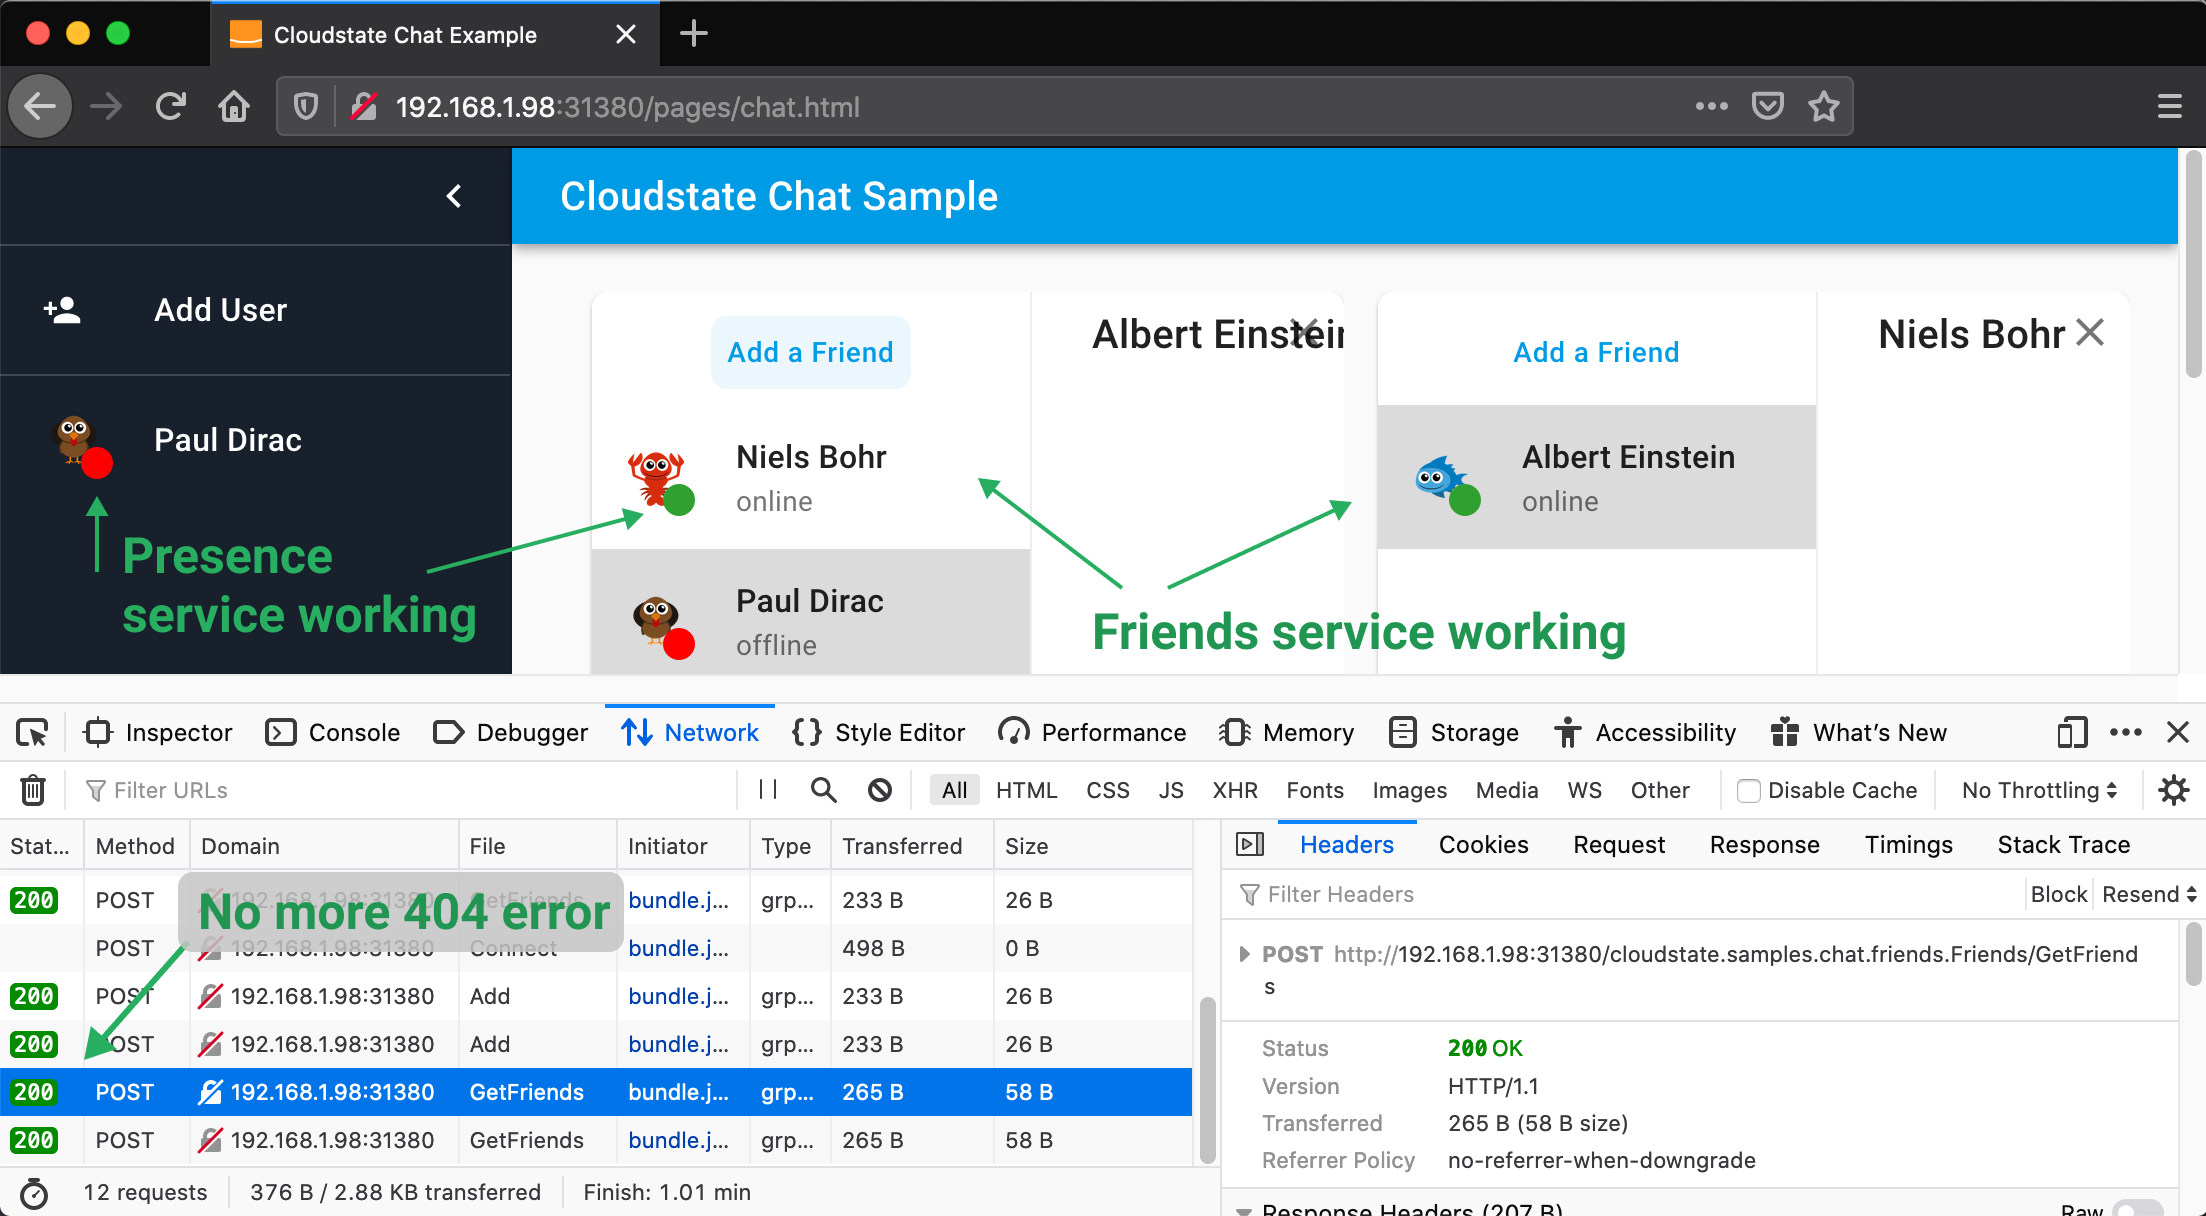 Cloudstate Chat Example
192.168.1.98:31380/pages/chat.html
Cloudstate Chat Sample
Add User
Paul Dirac
Presence
service working
Add a Friend
Albert Einstein
Niels Bohr
online
Paul Dirac
offline
Add a Friend
Niels Bohr
Albert Einstein
online
Friends service working
Inspector Console Debugger Network Style Editor Performance Memory Storage Accessibility What's New
Filter URLs All HTML CSS JS XHR Fonts Images Media WS Other Disable Cache No Throttling
Stat... Method Domain File Initiator Type Transferred Size
200 POST 192.168.1.98:31380 GetFriends bundle.j... grp... 233 B 26 B
No more 404 error
POST 192.168.1.98:31380 Connect bundle.j... 498 B 0 B
200 POST 192.168.1.98:31380 Add bundle.j... grp... 233 B 26 B
200 POST 192.168.1.98:31380 Add bundle.j... grp... 233 B 26 B
200 POST 192.168.1.98:31380 GetFriends bundle.j... grp... 265 B 58 B
200 POST 192.168.1.98:31380 GetFriends bundle.j... grp... 265 B 58 B
12 requests 376 B / 2.88 KB transferred Finish: 1.01 min
Headers Cookies Request Response Timings Stack Trace
Filter Headers Block Resend
POST http://192.168.1.98:31380/cloudstate.samples.chat.friends.Friends/GetFriend
s
Status 200 OK
Version HTTP/1.1
Transferred 265 B (58 B size)
Referrer Policy no-referrer-when-downgrade
Response Headers (207 B) Raw